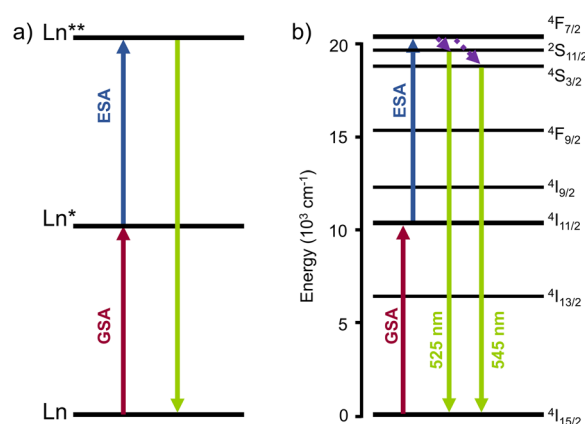 a)
Ln**
ESA
Ln*
GSA
Ln
b)
Energy (10³ cm⁻¹)
20
15
10
5
0
ESA
GSA
525 nm
545 nm
⁴F₇/₂
²S₁₁/₂
⁴S₃/₂
⁴F₉/₂
⁴I₉/₂
⁴I₁₁/₂
⁴I₁₃/₂
⁴I₁₅/₂